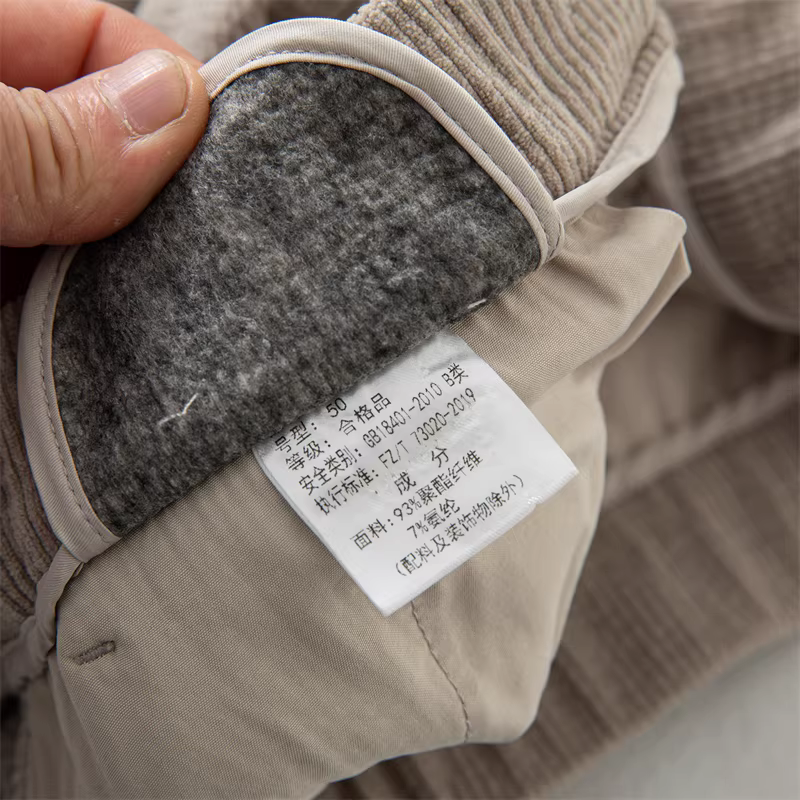 号型: 50
等级: 合格品
安全类别: GB18401-2010 B类
执行标准: FZ/T 73020-2019
成 分
面料: 93%聚酯纤维
7%氨纶
(配料及装饰物除外)